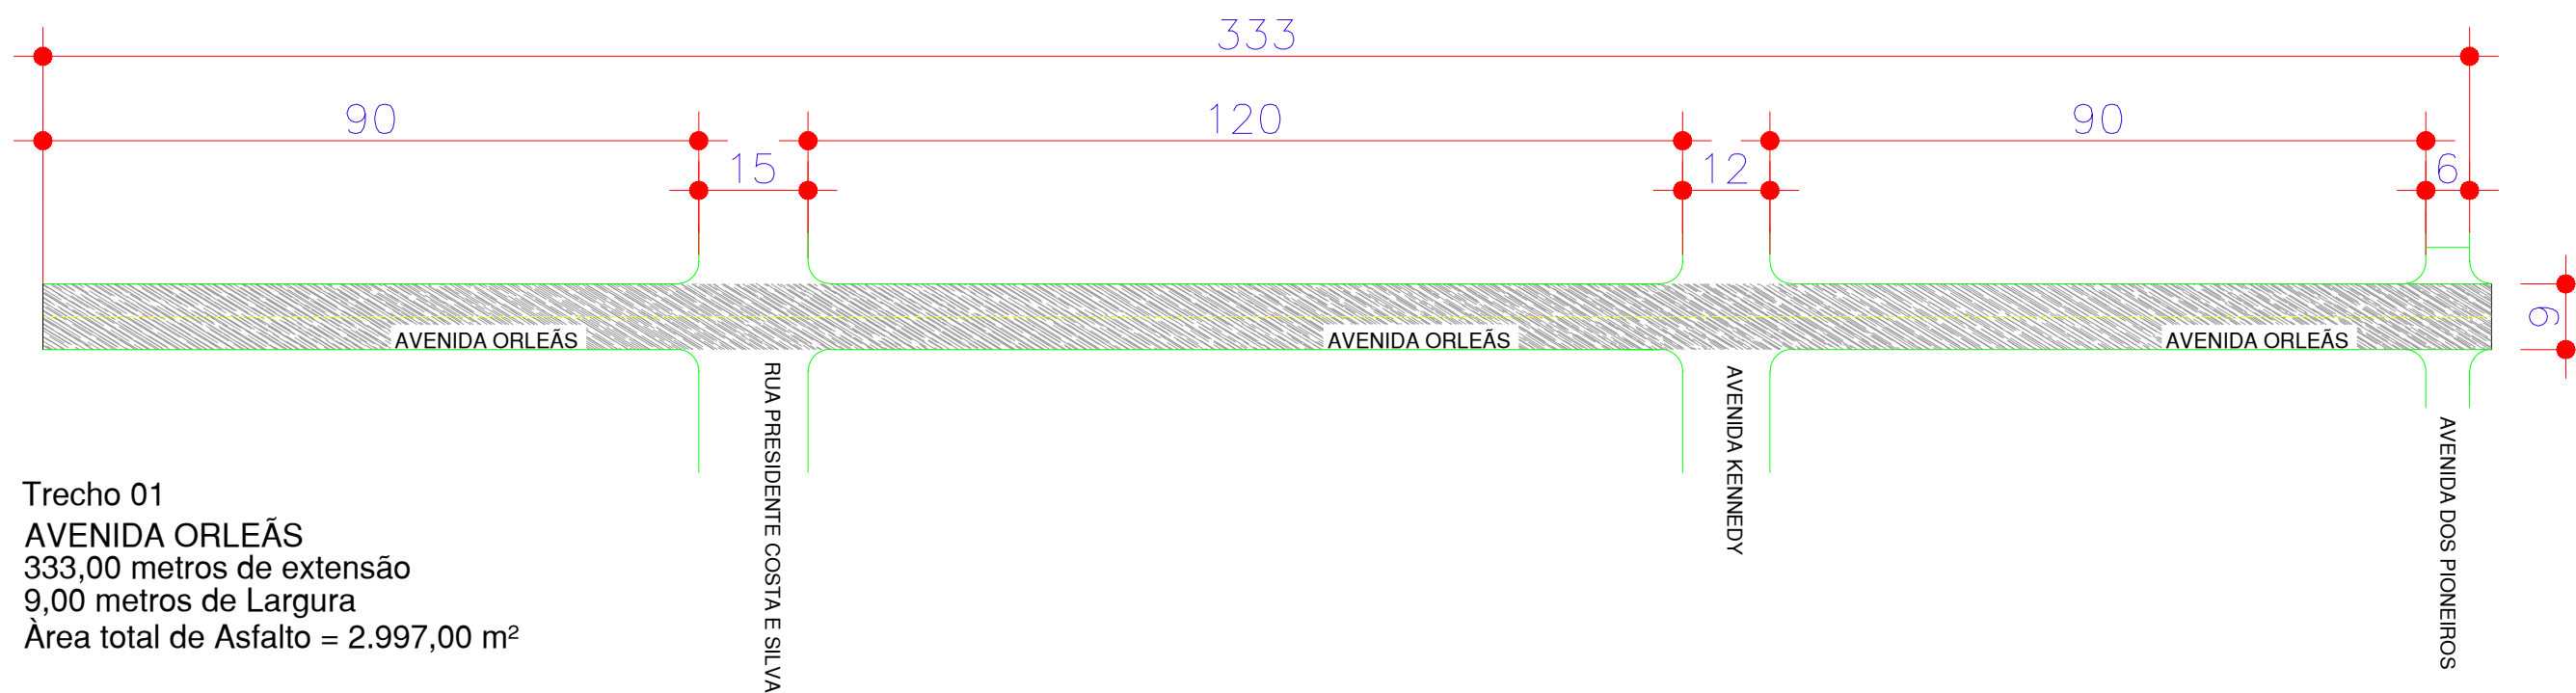 333
90
120
90
15
12
6
9
AVENIDA ORLEÃS
AVENIDA ORLEÃS
AVENIDA ORLEÃS
RUA PRESIDENTE COSTA E SILVA
AVENIDA KENNEDY
AVENIDA DOS PIONEIROS
Trecho 01
AVENIDA ORLEÃS
333,00 metros de extensão
9,00 metros de Largura
Àrea total de Asfalto = 2.997,00 m²